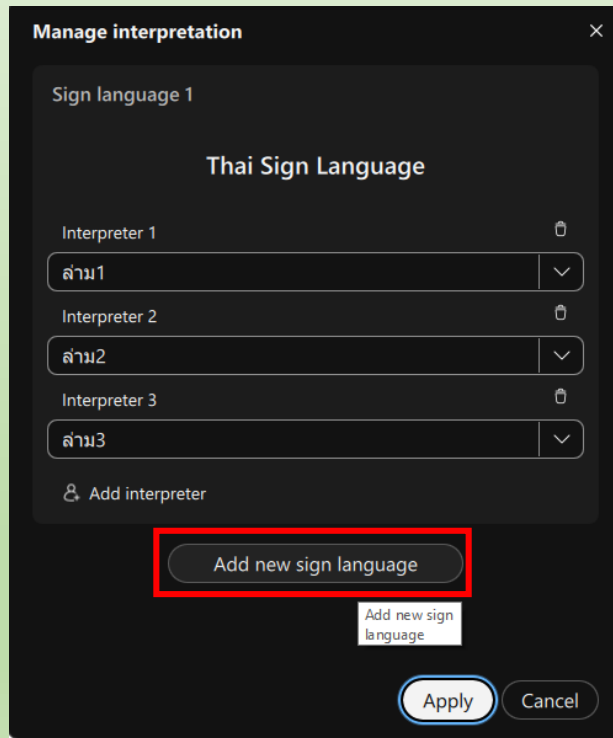 Manage interpretation
Sign language 1
Thai Sign Language
Interpreter 1
ล่าม1
Interpreter 2
ล่าม2
Interpreter 3
ล่าม3
Add interpreter
Add new sign language
Add new sign
language
Apply
Cancel